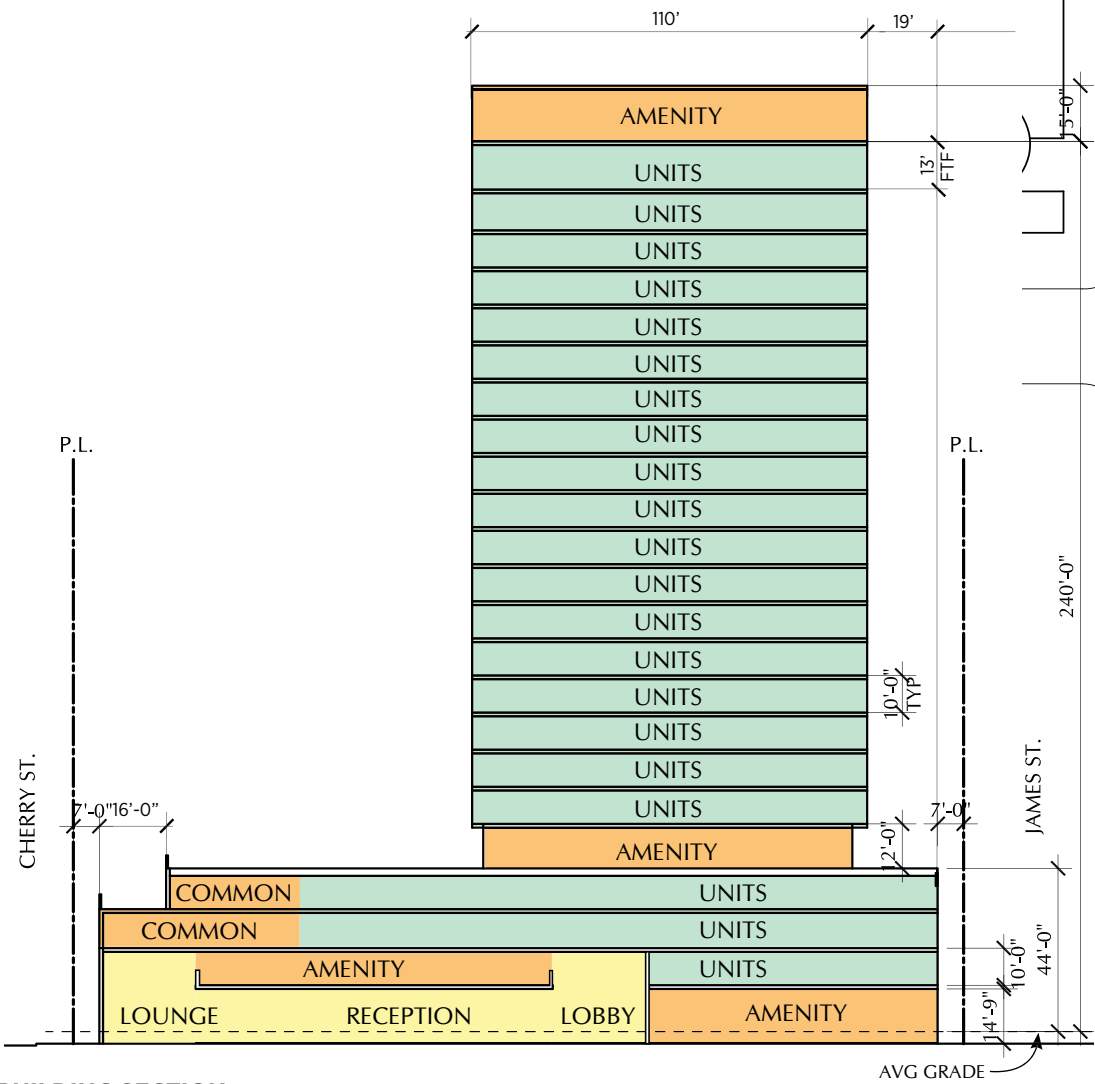 110'
19'
AMENITY
15'-0"
UNITS
13'
FTF
UNITS
UNITS
UNITS
UNITS
UNITS
UNITS
UNITS
P.L.
P.L.
UNITS
UNITS
UNITS
UNITS
240'-0"
UNITS
UNITS
UNITS
10'-0"
TYP
UNITS
UNITS
UNITS
CHERRY ST.
7'-0"
16'-0"
7'-0"
JAMES ST.
AMENITY
12'-0"
COMMON
UNITS
COMMON
UNITS
44'-0"
AMENITY
UNITS
10'-0"
LOUNGE
RECEPTION
LOBBY
AMENITY
14'-9"
AVG GRADE